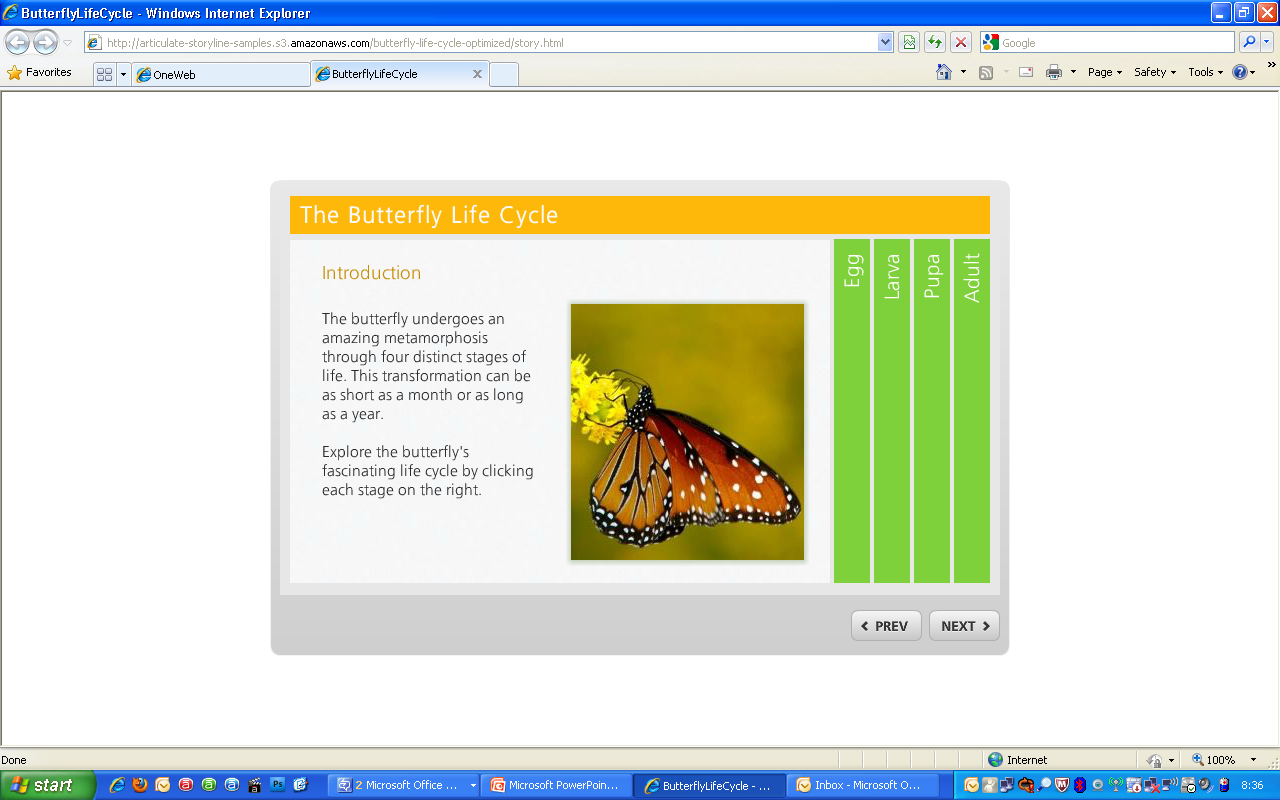 ButterflyLifeCycle - Windows Internet Explorer
http://articulate-storyline-samples.s3.amazonaws.com/butterfly-life-cycle-optimized/story.html
Google
Favorites
OneWeb
ButterflyLifeCycle
Page
Safety
Tools
The Butterfly Life Cycle
Introduction
The butterfly undergoes an
amazing metamorphosis
through four distinct stages of
life. This transformation can be
as short as a month or as long
as a year.
Explore the butterfly's
fascinating life cycle by clicking
each stage on the right.
Egg
Larva
Pupa
Adult
PREV
NEXT
Done
Internet
100%
start
2 Microsoft Office ...
Microsoft PowerPoin...
ButterflyLifeCycle - ...
Inbox - Microsoft O...
8:36